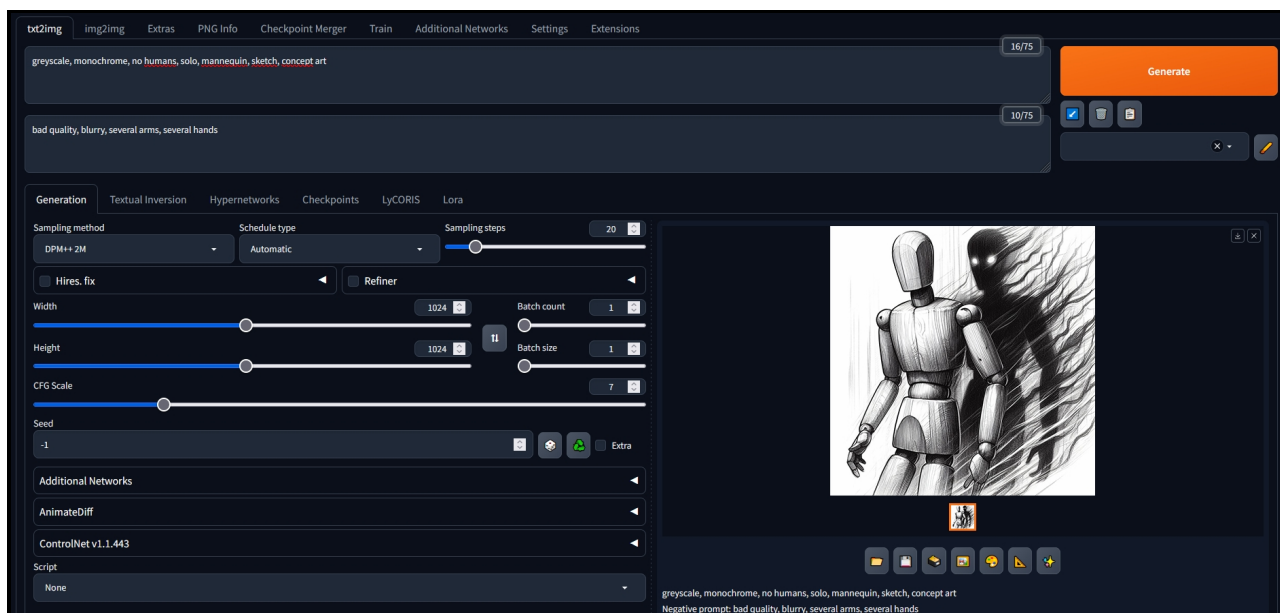 txt2img img2img Extras PNG Info Checkpoint Merger Train Additional Networks Settings Extensions
16/75
greyscale, monochrome, no humans, solo, mannequin, sketch, concept art
Generate
10/75
bad quality, blurry, several arms, several hands
Generation Textual Inversion Hypernetworks Checkpoints LyCORIS Lora
Sampling method Schedule type Sampling steps 20
DPM++ 2M Automatic
Hires. fix Refiner
Width 1024 Batch count 1
Height 1024 Batch size 1
CFG Scale 7
Seed
-1 Extra
Additional Networks
AnimateDiff
ControlNet v1.1.443
Script
None
greyscale, monochrome, no humans, solo, mannequin, sketch, concept art
Negative prompt: bad quality, blurry, several arms, several hands